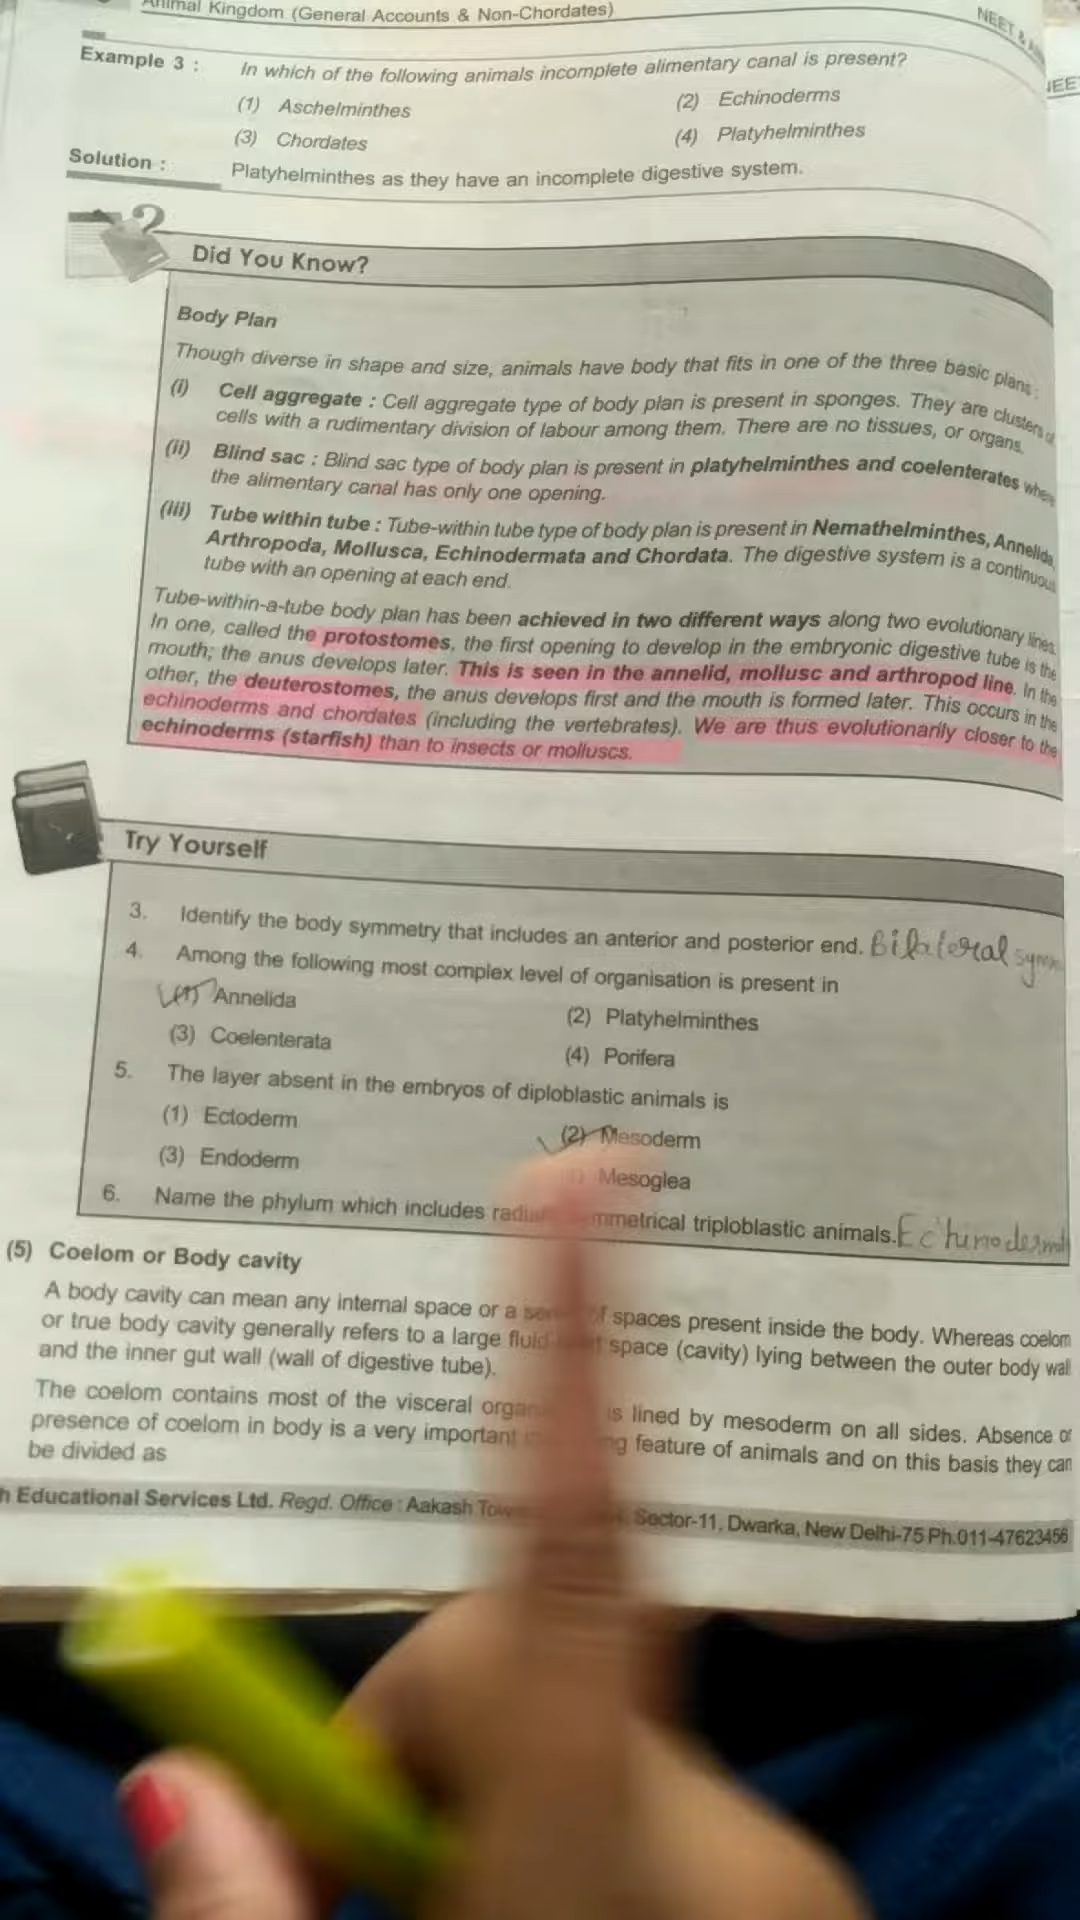 Animal Kingdom (General Accounts & Non-Chordates)
NEET &
Example 3 : In which of the following animals incomplete alimentary canal is present?
(1) Aschelminthes (2) Echinoderms
(3) Chordates (4) Platyhelminthes
Solution : Platyhelminthes as they have an incomplete digestive system.
Did You Know?
Body Plan
Though diverse in shape and size, animals have body that fits in one of the three basic plans :
(i) Cell aggregate : Cell aggregate type of body plan is present in sponges. They are clusters of
cells with a rudimentary division of labour among them. There are no tissues, or organs.
(ii) Blind sac : Blind sac type of body plan is present in platyhelminthes and coelenterates where
the alimentary canal has only one opening.
(iii) Tube within tube : Tube-within tube type of body plan is present in Nemathelminthes, Annelida,
Arthropoda, Mollusca, Echinodermata and Chordata. The digestive system is a continuous
tube with an opening at each end.
Tube-within-a-tube body plan has been achieved in two different ways along two evolutionary lines.
In one, called the protostomes, the first opening to develop in the embryonic digestive tube is the
mouth; the anus develops later. This is seen in the annelid, mollusc and arthropod line. In the
other, the deuterostomes, the anus develops first and the mouth is formed later. This occurs in the
echinoderms and chordates (including the vertebrates). We are thus evolutionarily closer to the
echinoderms (starfish) than to insects or molluscs.
Try Yourself
3. Identify the body symmetry that includes an anterior and posterior end. Bilateral symm
4. Among the following most complex level of organisation is present in
(1) Annelida (2) Platyhelminthes
(3) Coelenterata (4) Porifera
5. The layer absent in the embryos of diploblastic animals is
(1) Ectoderm (2) Mesoderm
(3) Endoderm Mesoglea
6. Name the phylum which includes triploblastic animals. Echinoderm
(5) Coelom or Body cavity
A body cavity can mean any internal space or a of spaces present inside the body. Whereas coelom
or true body cavity generally refers to a large fluid space (cavity) lying between the outer body wall
and the inner gut wall (wall of digestive tube).
The coelom contains most of the visceral is lined by mesoderm on all sides. Absence or
presence of coelom in body is a very important feature of animals and on this basis they can
be divided as
Educational Services Ltd. Regd. Office : Aakash Sector-11, Dwarka, New Delhi-75 Ph.011-47623456